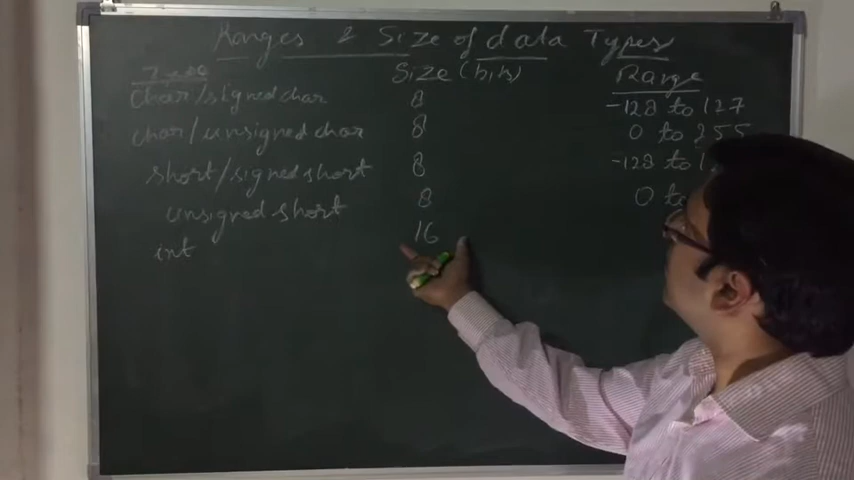 Ranges & Size of data Types
Type Size (bits) Range
char/signed char 8 -128 to 127
char/unsigned char 8 0 to 255
short/signed short 8 -128 to
unsigned short 8 0 to
int 16